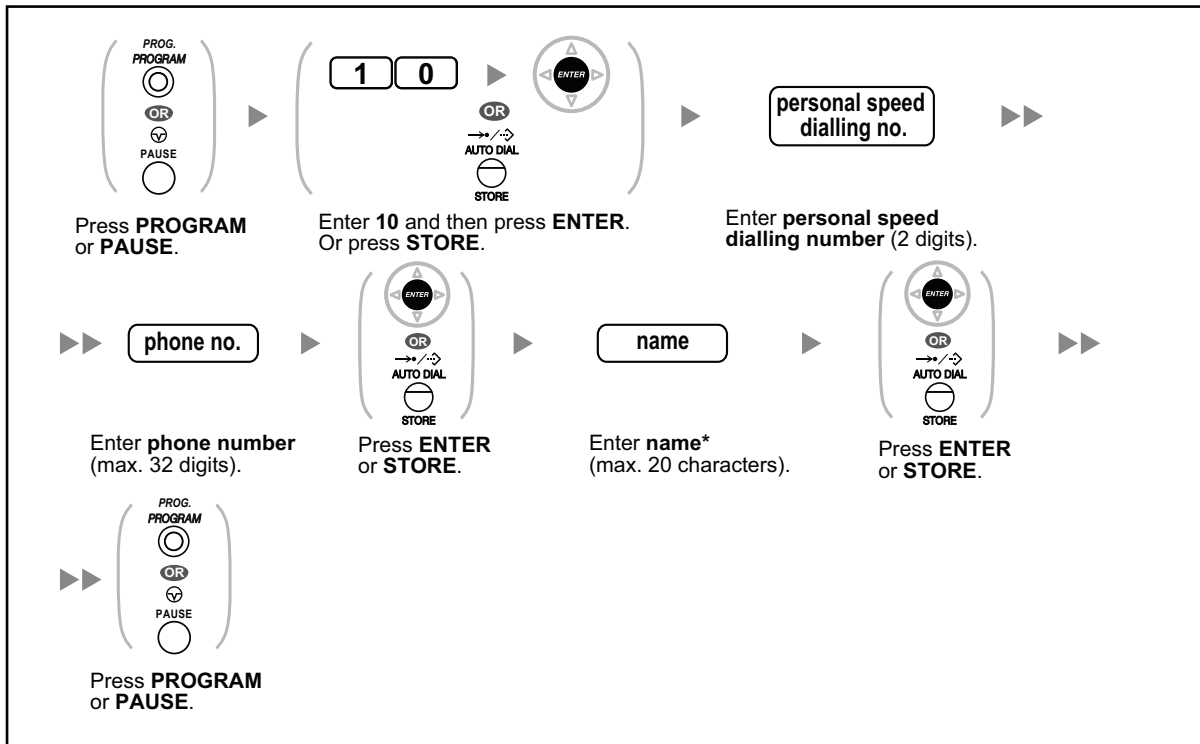 PROG.
PROGRAM
OR
PAUSE
Press PROGRAM
or PAUSE.
1 0
ENTER
OR
AUTO DIAL
STORE
Enter 10 and then press ENTER.
Or press STORE.
personal speed
dialling no.
Enter personal speed
dialling number (2 digits).
phone no.
Enter phone number
(max. 32 digits).
ENTER
OR
AUTO DIAL
STORE
Press ENTER
or STORE.
name
Enter name*
(max. 20 characters).
ENTER
OR
AUTO DIAL
STORE
Press ENTER
or STORE.
PROG.
PROGRAM
OR
PAUSE
Press PROGRAM
or PAUSE.